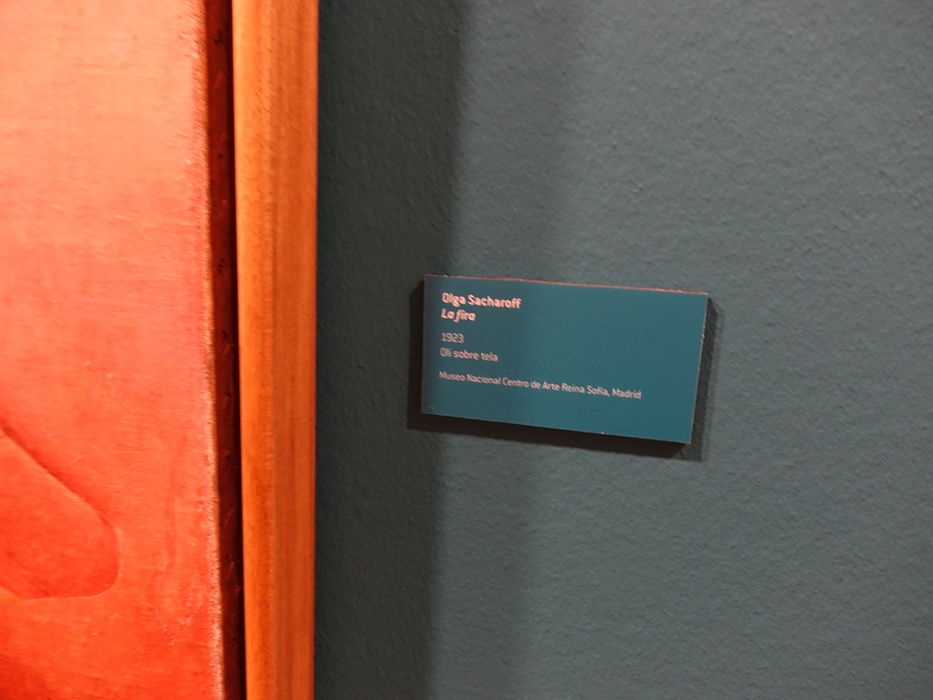 Olga Sacharoff
La fira
1923
Oli sobre tela
Museo Nacional Centro de Arte Reina Sofía, Madrid